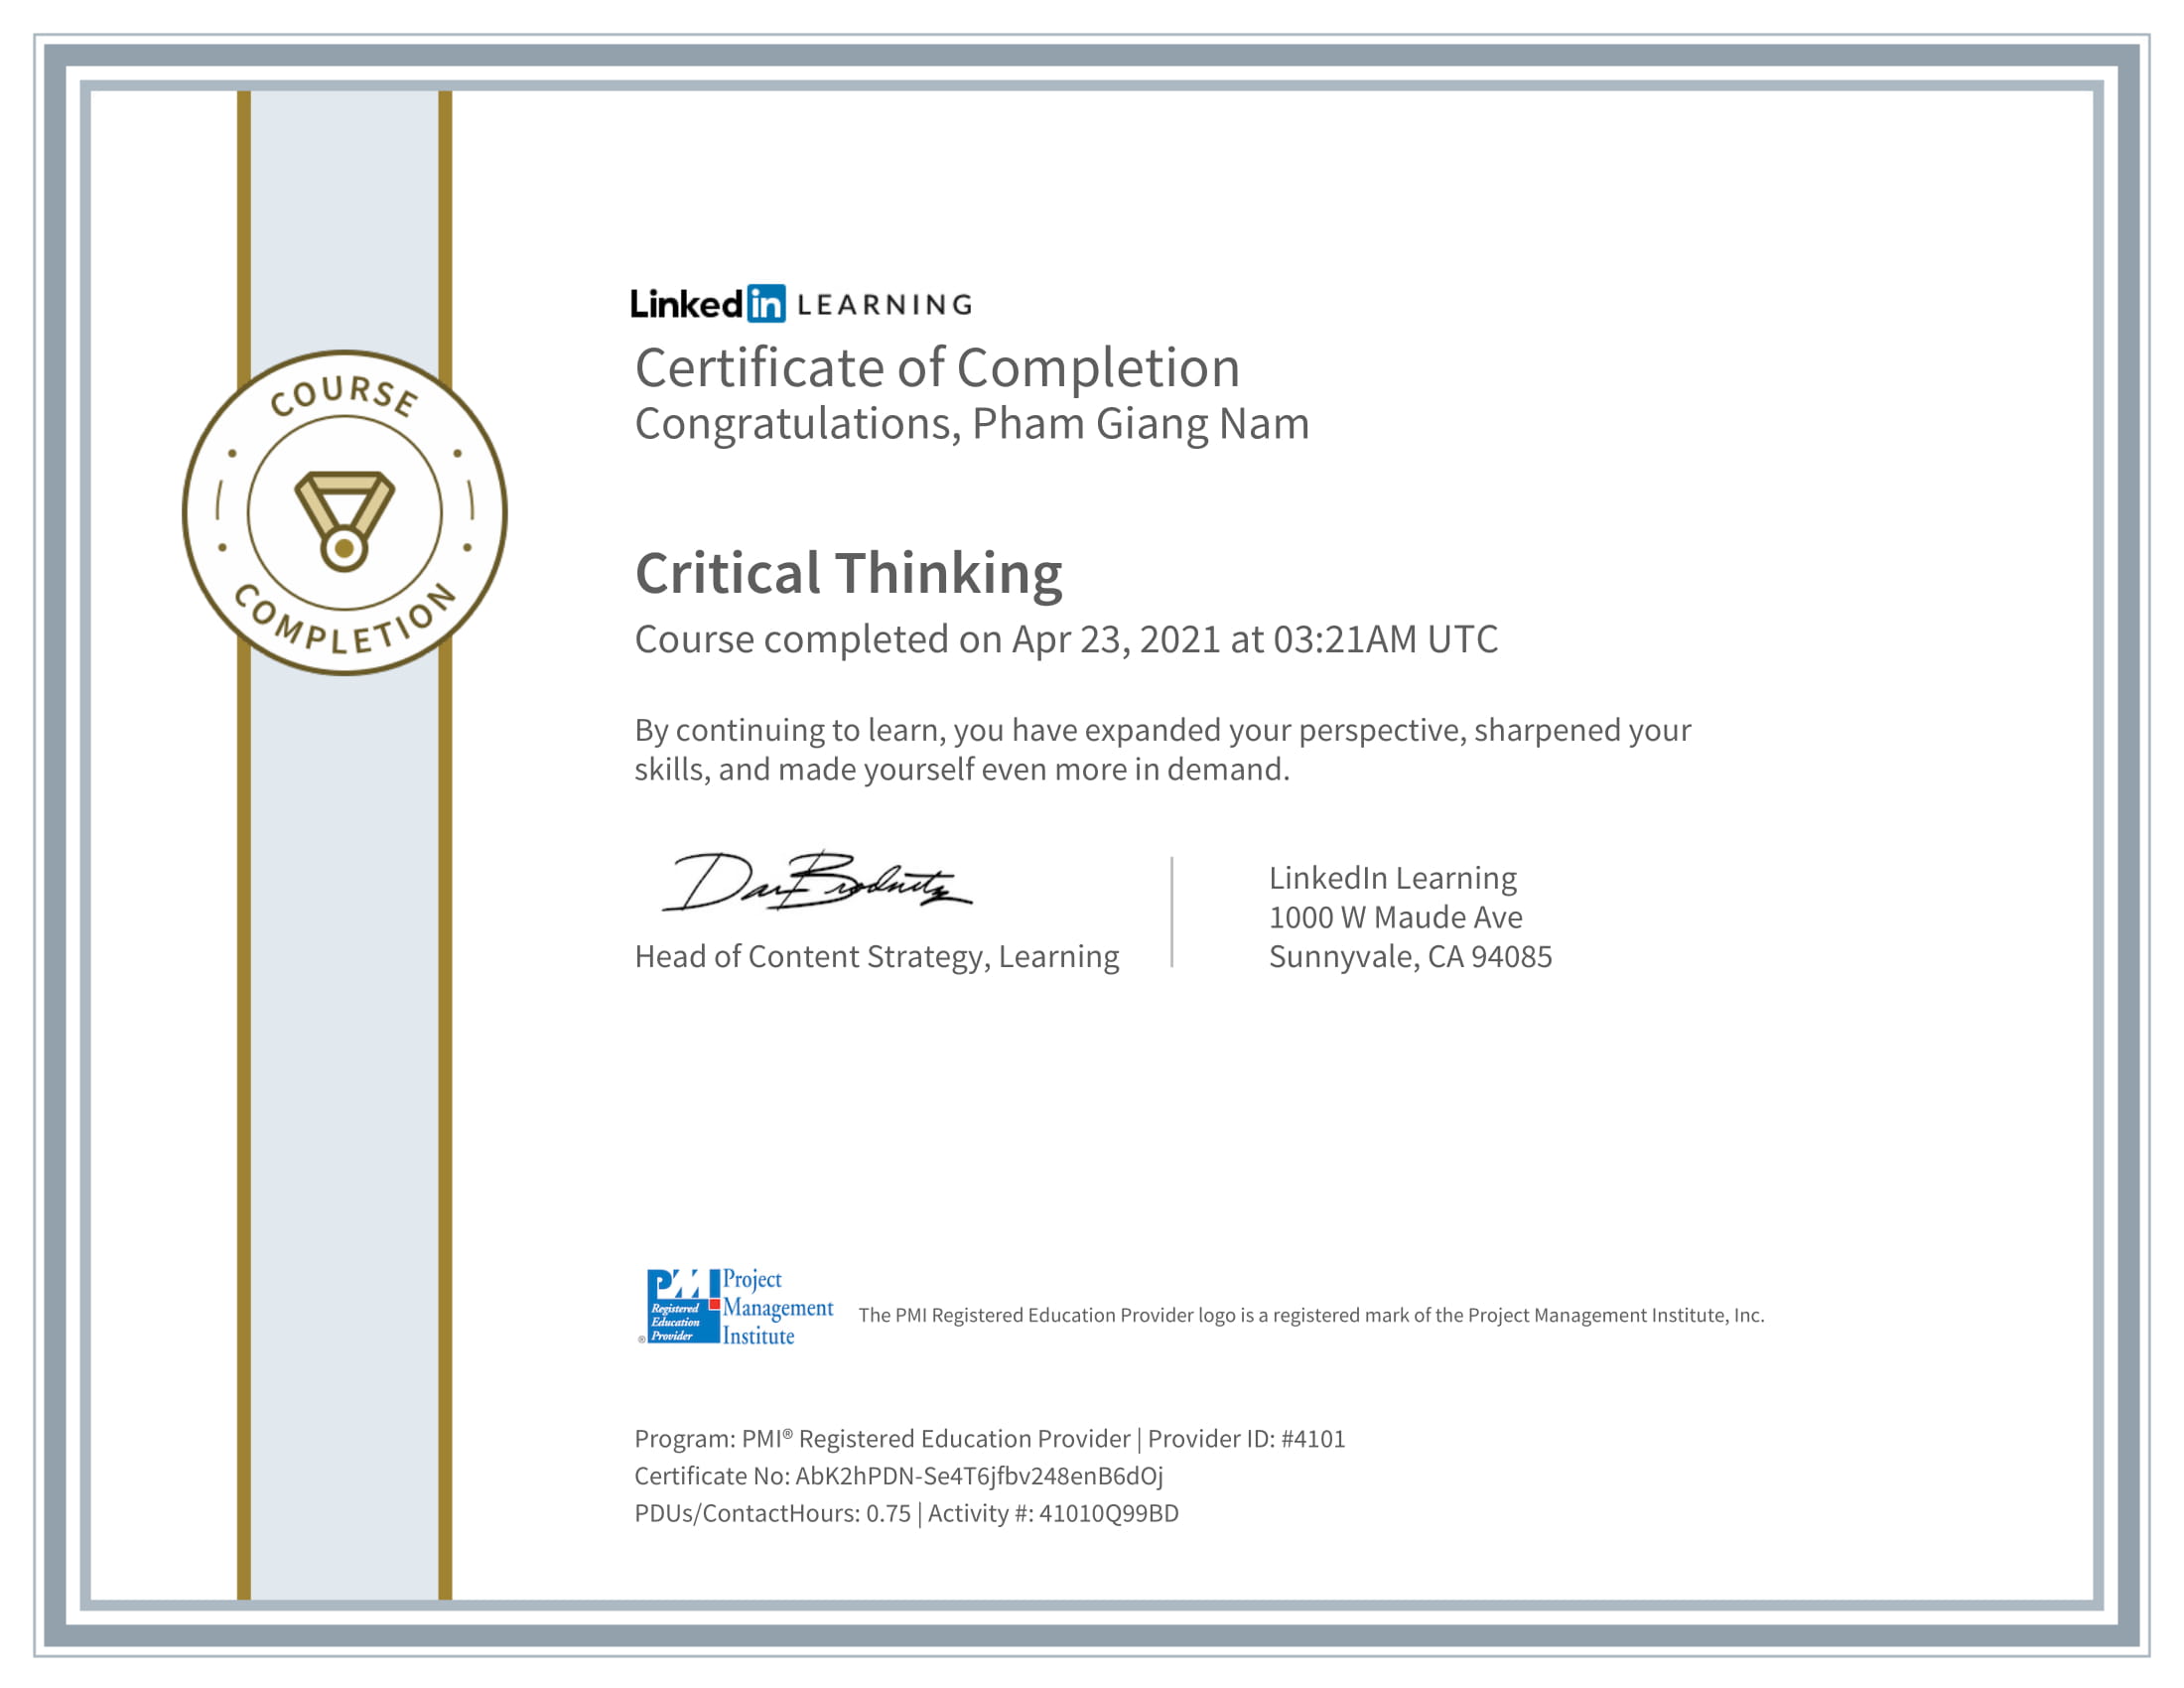 COURSE
COMPLETION
Linked in LEARNING
Certificate of Completion
Congratulations, Pham Giang Nam
Critical Thinking
Course completed on Apr 23, 2021 at 03:21AM UTC
By continuing to learn, you have expanded your perspective, sharpened your
skills, and made yourself even more in demand.
Head of Content Strategy, Learning
LinkedIn Learning
1000 W Maude Ave
Sunnyvale, CA 94085
PMI
Registered
Education
® Provider
Project
Management
Institute
The PMI Registered Education Provider logo is a registered mark of the Project Management Institute, Inc.
Program: PMI® Registered Education Provider | Provider ID: #4101
Certificate No: AbK2hPDN-Se4T6jfbv248enB6dOj
PDUs/ContactHours: 0.75 | Activity #: 41010Q99BD